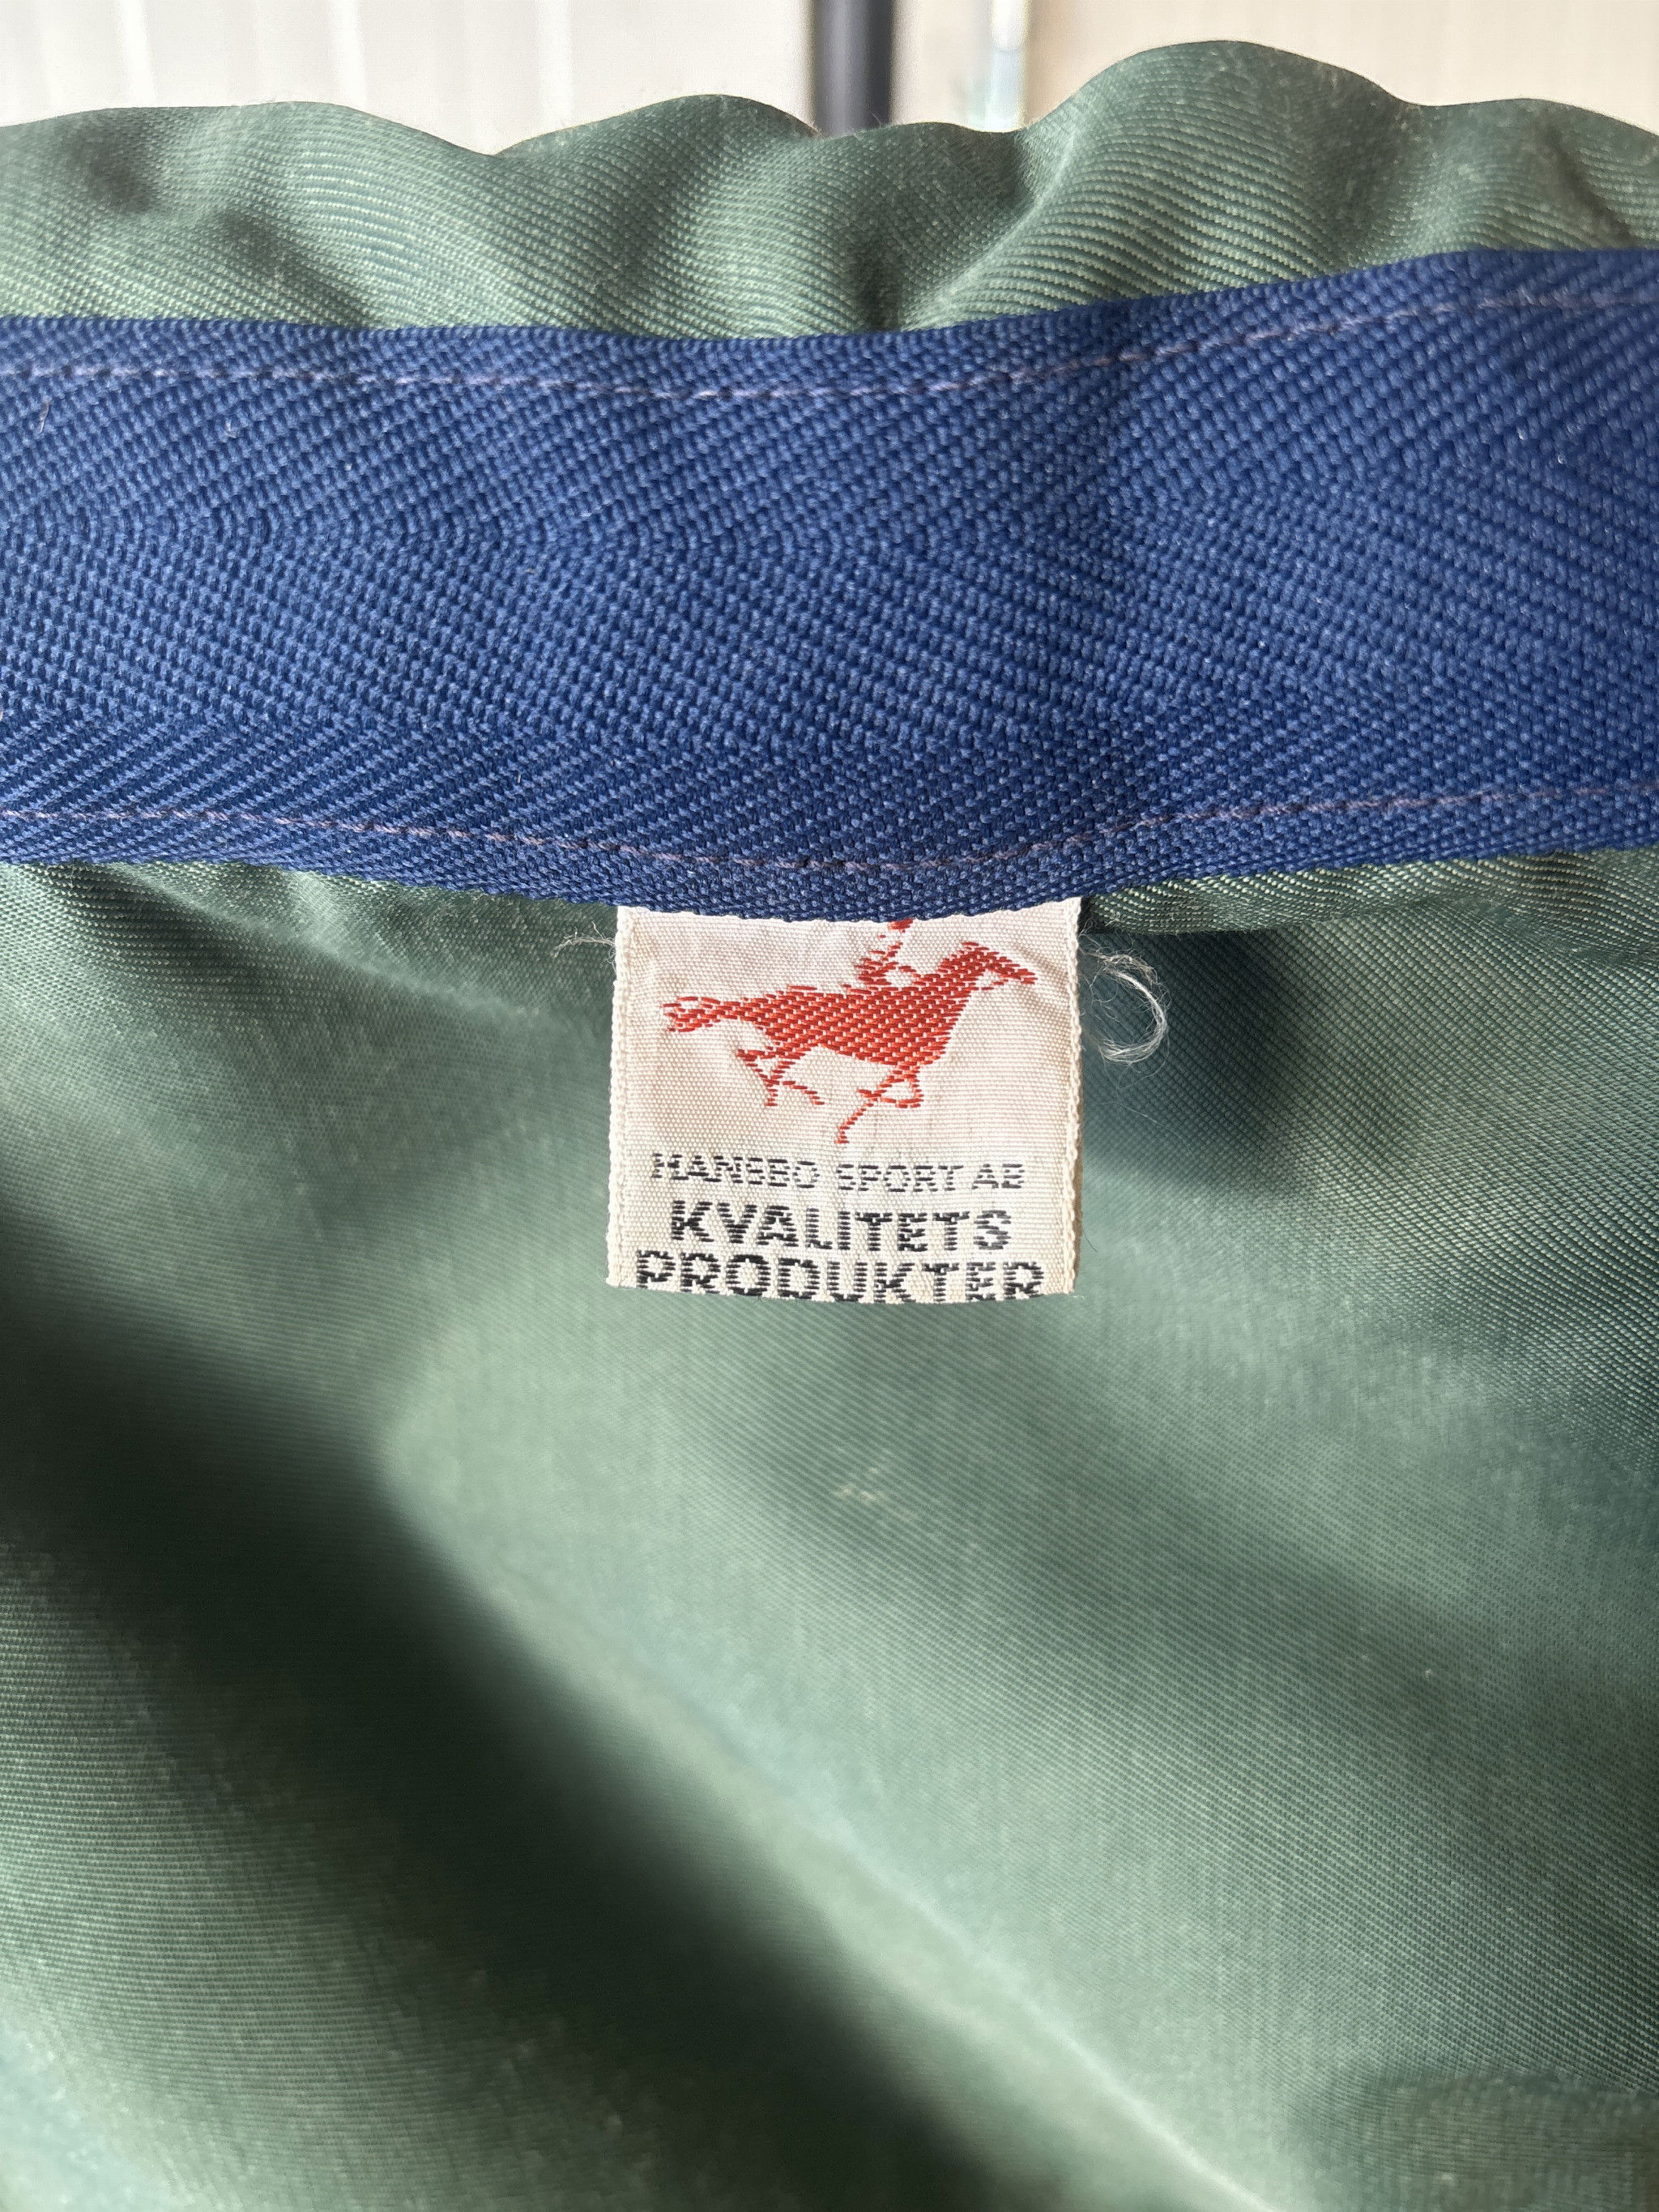 HANSBO SPORT AB
KVALITETS
PRODUKTER